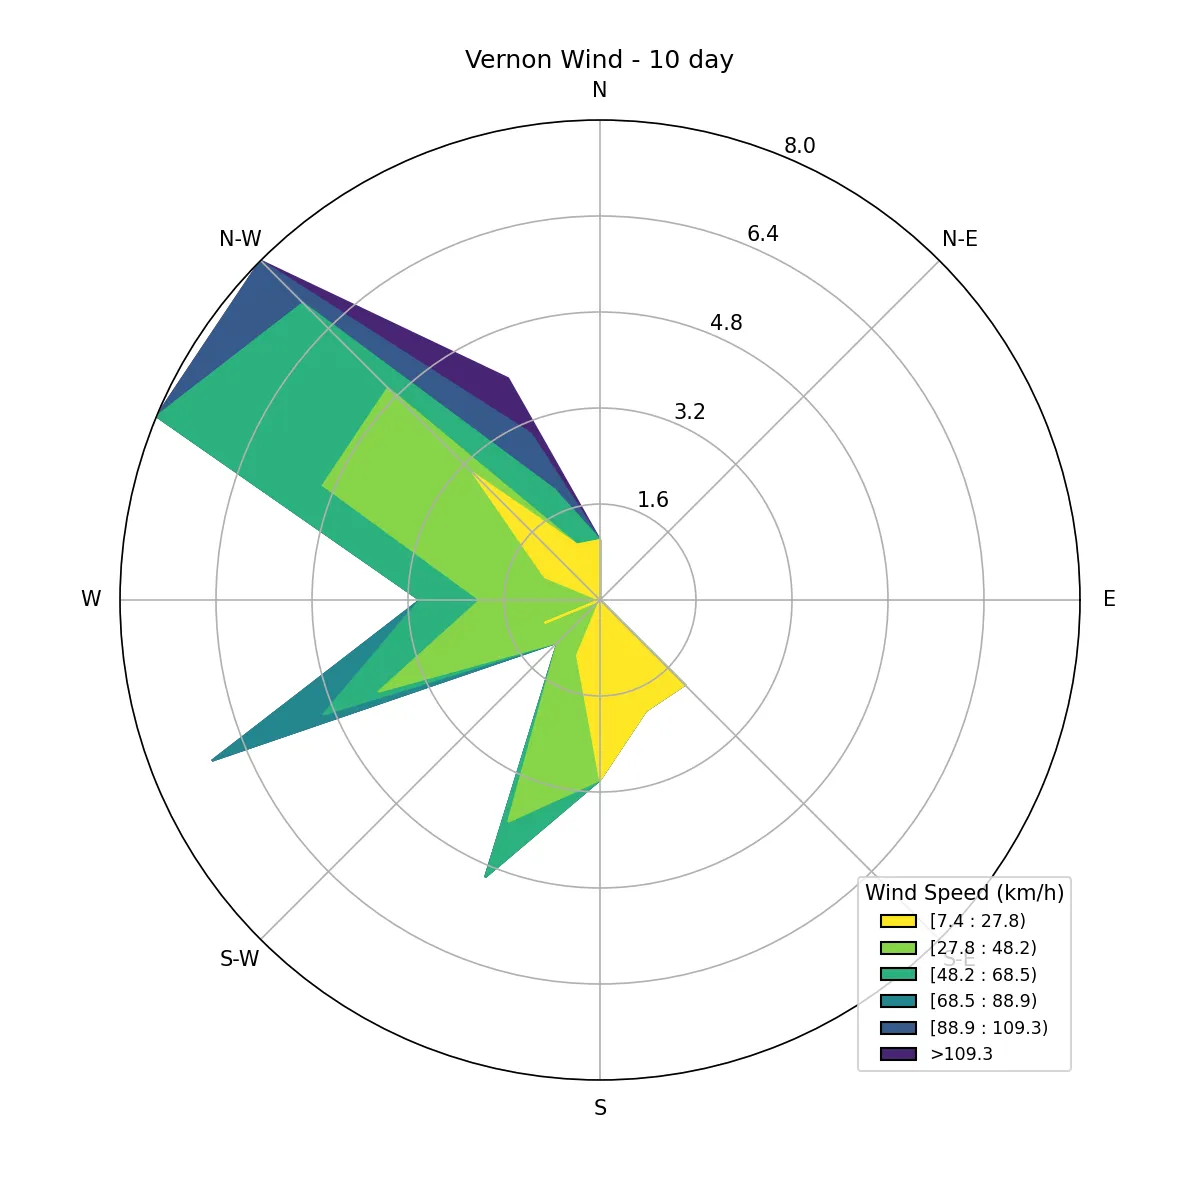 Vernon Wind - 10 day
N
8.0
6.4
N-W
N-E
4.8
3.2
1.6
W
E
S-W
S-E
Wind Speed (km/h)
[7.4 : 27.8)
[27.8 : 48.2)
[48.2 : 68.5)
[68.5 : 88.9)
[88.9 : 109.3)
>109.3
S